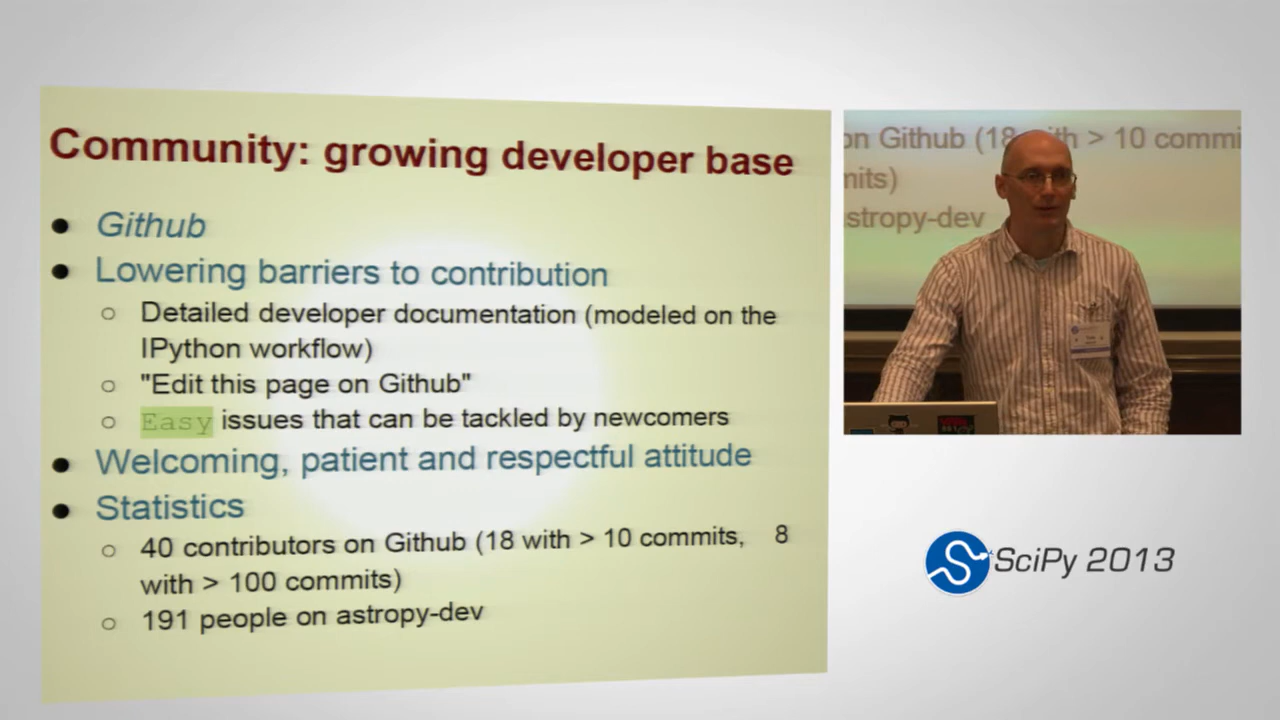 Community: growing developer base
● Github
● Lowering barriers to contribution
○ Detailed developer documentation (modeled on the
IPython workflow)
○ "Edit this page on Github"
○ Easy issues that can be tackled by newcomers
● Welcoming, patient and respectful attitude
● Statistics
○ 40 contributors on Github (18 with > 10 commits, 8
with > 100 commits)
○ 191 people on astropy-dev
on Github (18 with > 10 commi
mits)
astropy-dev
SciPy 2013